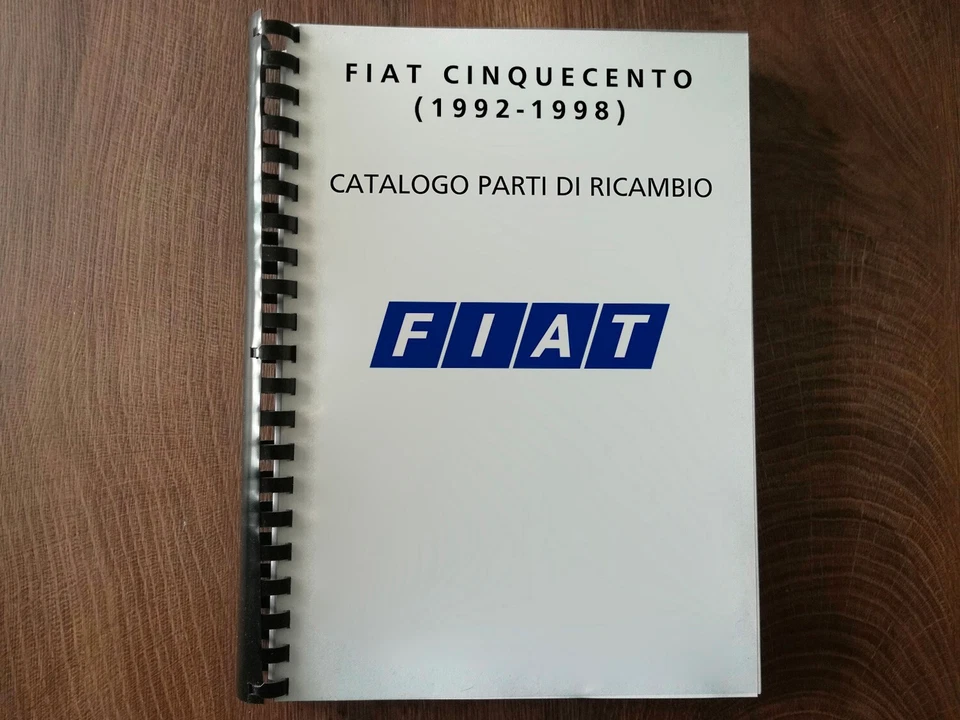 FIAT CINQUECENTO
(1992-1998)
CATALOGO PARTI DI RICAMBIO
FIAT